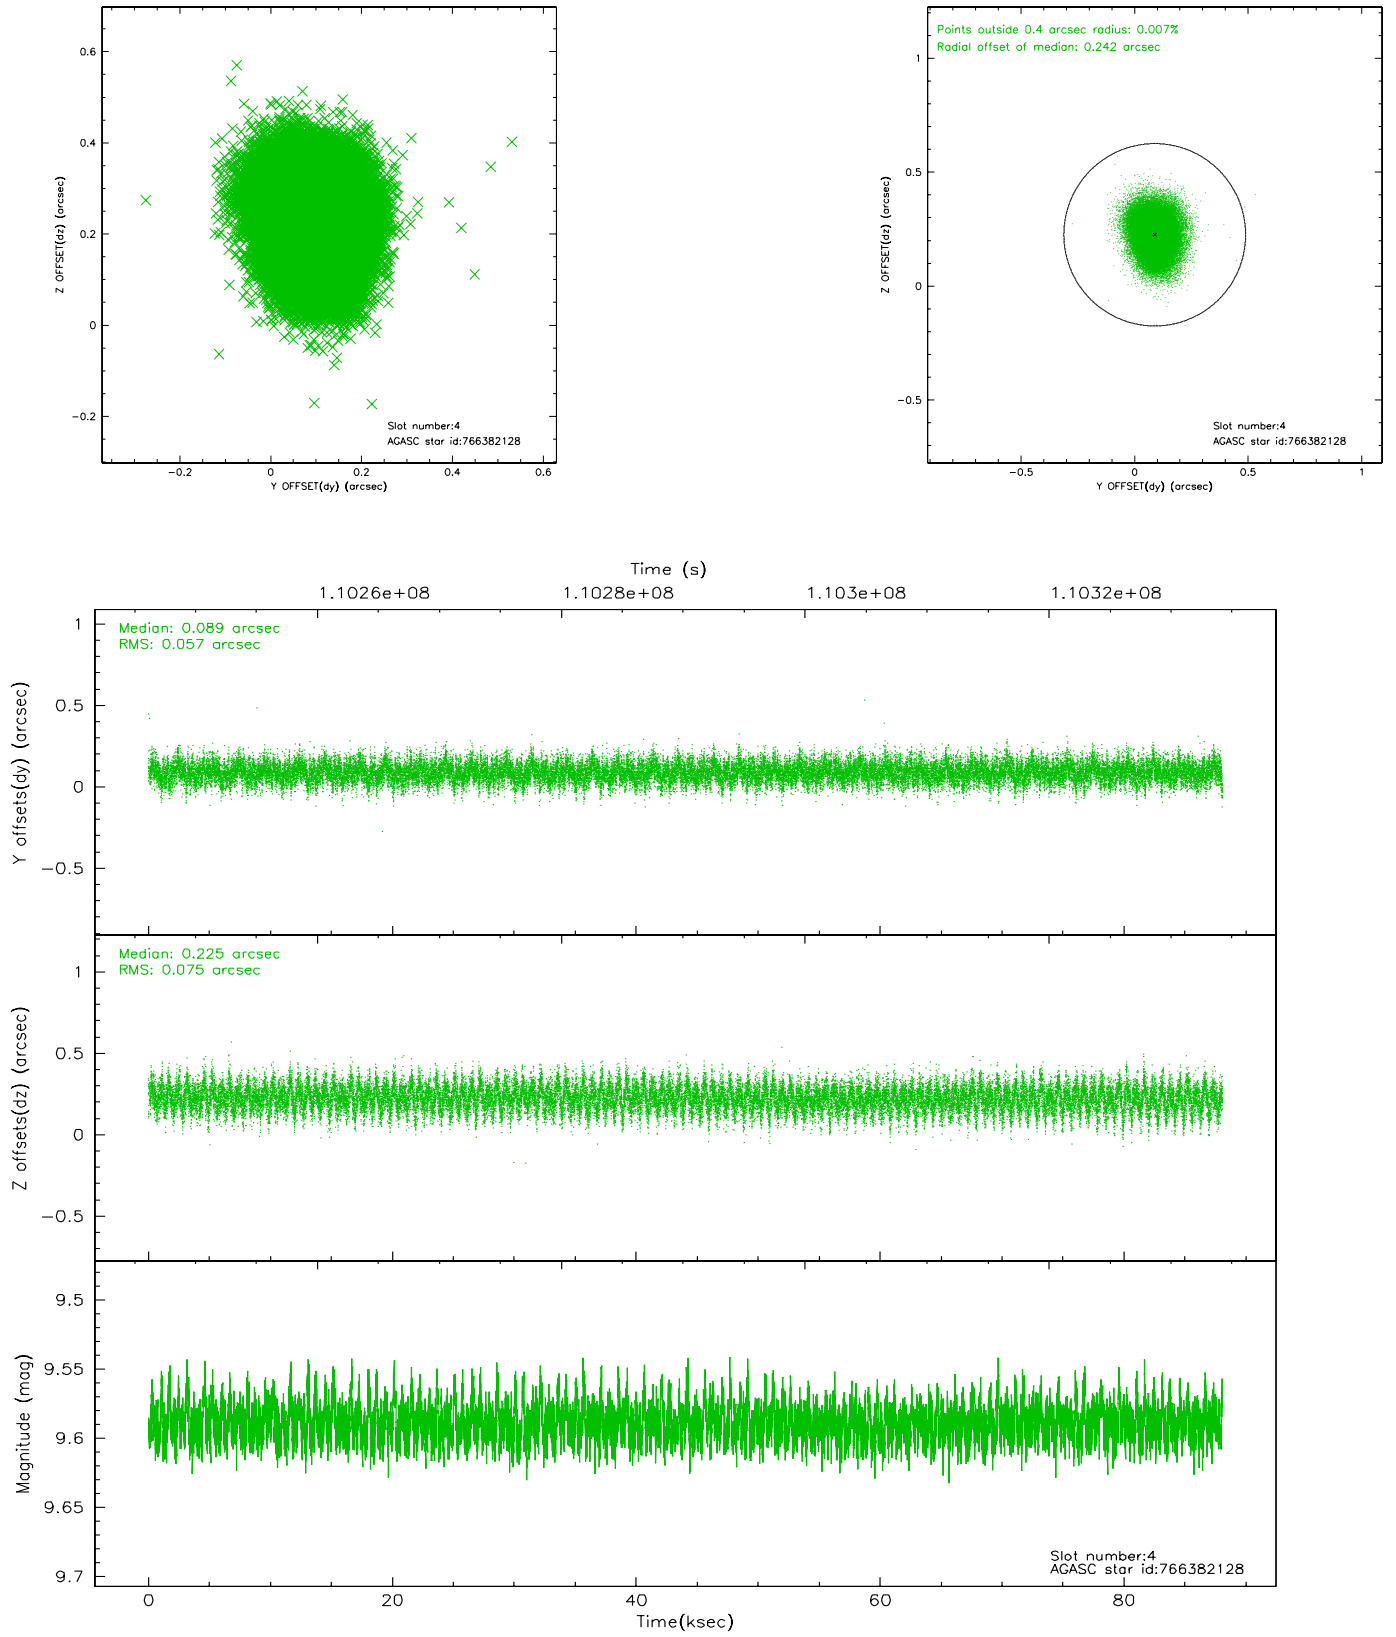 0.6
0.4
0.2
0
−0.2
Z OFFSET(dz) (arcsec)
Slot number:4
AGASC star id:766382128
−0.2 0 0.2 0.4 0.6
Y OFFSET(dy) (arcsec)
Points outside 0.4 arcsec radius: 0.007%
Radial offset of median: 0.242 arcsec
1
0.5
0
−0.5
Z OFFSET(dz) (arcsec)
Slot number:4
AGASC star id:766382128
−0.5 0 0.5 1
Y OFFSET(dy) (arcsec)
Time (s)
1.1026e+08 1.1028e+08 1.103e+08 1.1032e+08
Median: 0.089 arcsec
RMS: 0.057 arcsec
1
0.5
0
−0.5
Y offsets(dy) (arcsec)
Median: 0.225 arcsec
RMS: 0.075 arcsec
1
0.5
0
−0.5
Z offsets(dz) (arcsec)
9.5
9.55
9.6
9.65
9.7
Magnitude (mag)
Slot number:4
AGASC star id:766382128
0 20 40 60 80
Time(ksec)